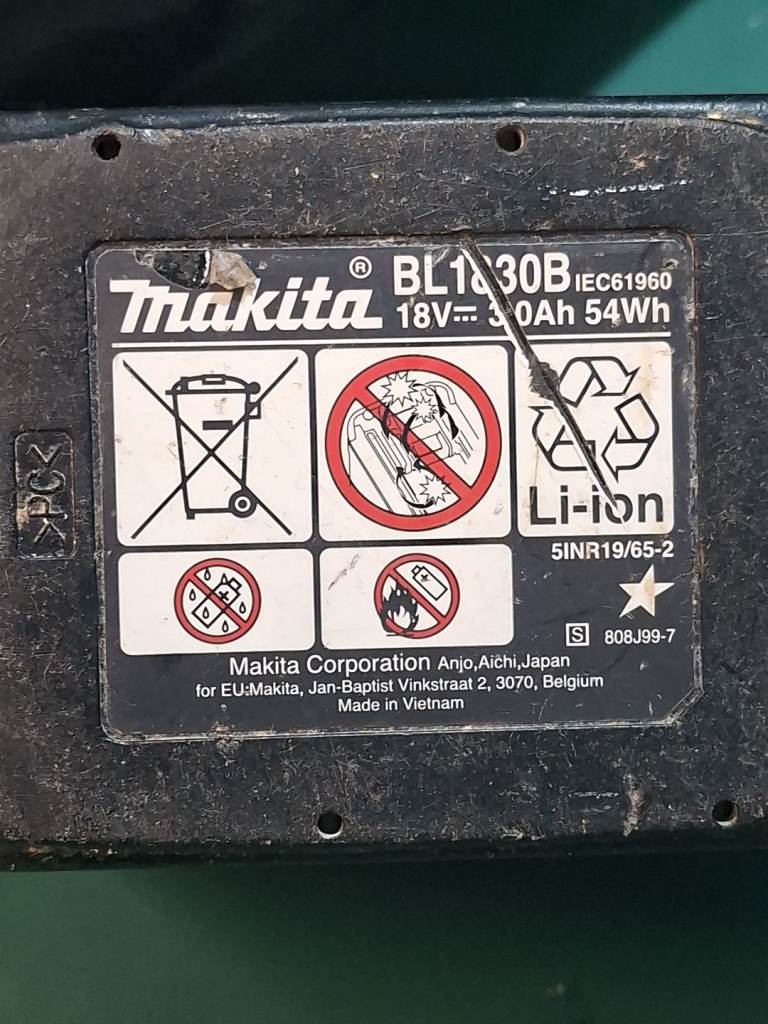 makita®
BL1830B IEC61960
18V⎓ 3.0Ah 54Wh
Li-ion
5INR19/65-2
S 808J99-7
Makita Corporation Anjo,Aichi,Japan
for EU:Makita, Jan-Baptist Vinkstraat 2, 3070, Belgium
Made in Vietnam
>PC<